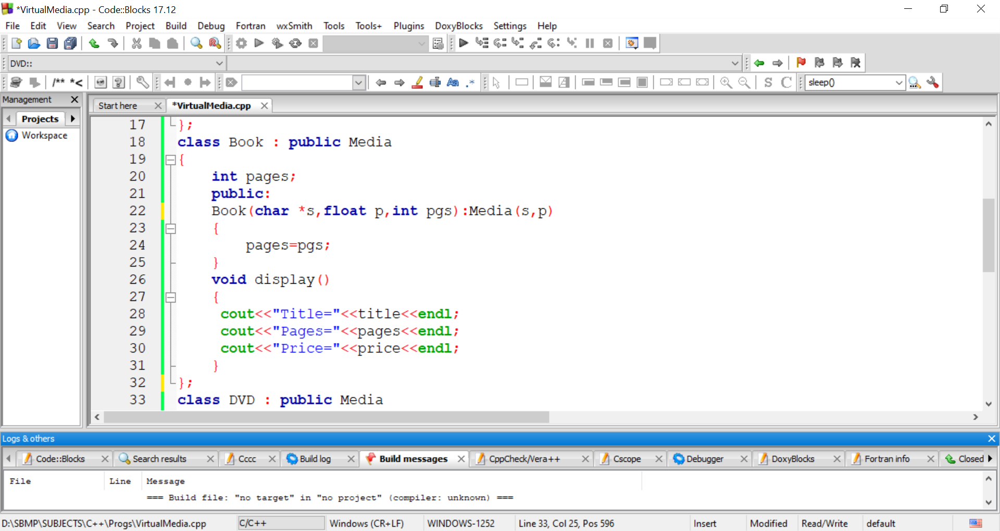 *VirtualMedia.cpp - Code::Blocks 17.12
File Edit View Search Project Build Debug Fortran wxSmith Tools Tools+ Plugins DoxyBlocks Settings Help
DVD::
/** *<
Aa .*
S C
sleep()
Management
Start here
*VirtualMedia.cpp
Projects
Workspace
17 };
18 class Book : public Media
19 {
20 int pages;
21 public:
22 Book(char *s,float p,int pgs):Media(s,p)
23 {
24 pages=pgs;
25 }
26 void display()
27 {
28 cout<<"Title="<<title<<endl;
29 cout<<"Pages="<<pages<<endl;
30 cout<<"Price="<<price<<endl;
31 }
32 };
33 class DVD : public Media
Logs & others
Code::Blocks Search results Cccc Build log Build messages CppCheck/Vera++ Cscope Debugger DoxyBlocks Fortran info Closed
File Line Message
=== Build file: "no target" in "no project" (compiler: unknown) ===
D:\SBMP\SUBJECTS\C++\Progs\VirtualMedia.cpp C/C++ Windows (CR+LF) WINDOWS-1252 Line 33, Col 25, Pos 596 Insert Modified Read/Write default